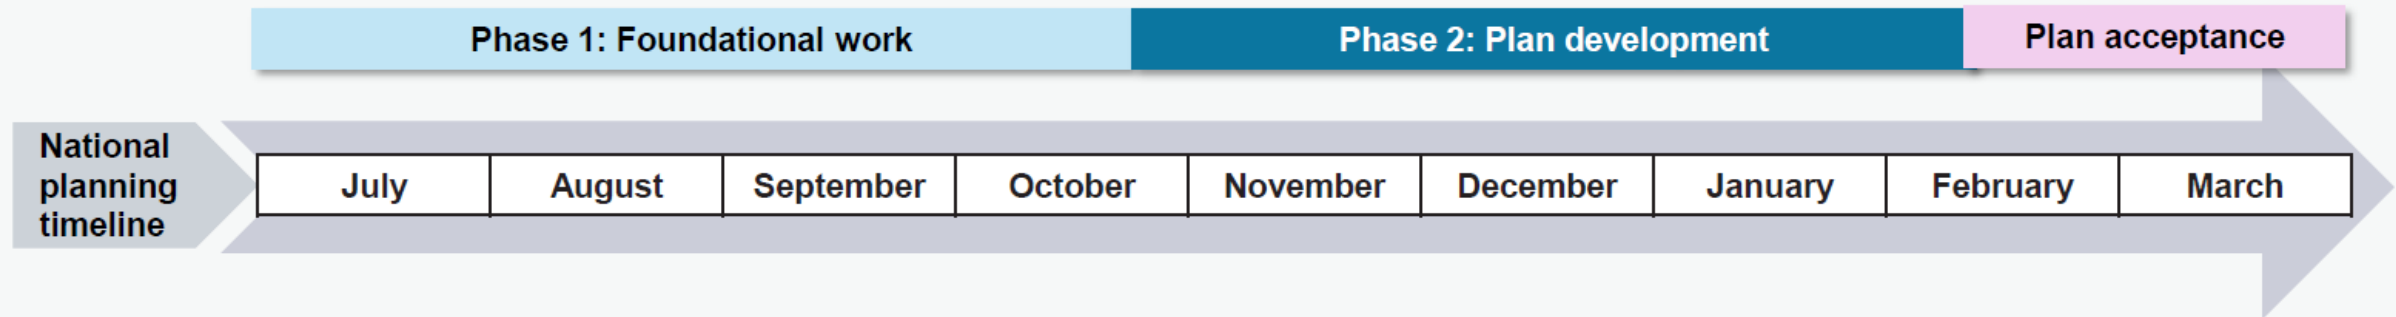 Phase 1: Foundational work Phase 2: Plan development Plan acceptance
National
planning
timeline
July August September October November December January February March